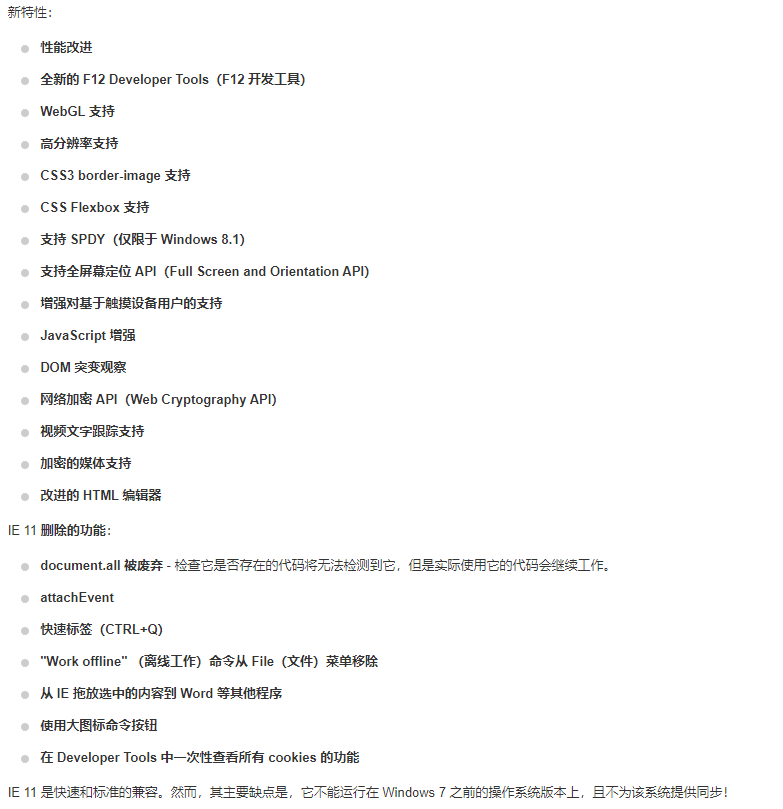 新特性：
性能改进
全新的 F12 Developer Tools（F12 开发工具）
WebGL 支持
高分辨率支持
CSS3 border-image 支持
CSS Flexbox 支持
支持 SPDY（仅限于 Windows 8.1）
支持全屏幕定位 API（Full Screen and Orientation API）
增强对基于触摸设备用户的支持
JavaScript 增强
DOM 突变观察
网络加密 API（Web Cryptography API）
视频文字跟踪支持
加密的媒体支持
改进的 HTML 编辑器
IE 11 删除的功能：
document.all 被废弃 - 检查它是否存在的代码将无法检测到它，但是实际使用它的代码会继续工作。
attachEvent
快速标签（CTRL+Q）
"Work offline" （离线工作）命令从 File（文件）菜单移除
从 IE 拖放选中的内容到 Word 等其他程序
使用大图标命令按钮
在 Developer Tools 中一次性查看所有 cookies 的功能
IE 11 是快速和标准的兼容。然而，其主要缺点是，它不能运行在 Windows 7 之前的操作系统版本上，且不为该系统提供同步！